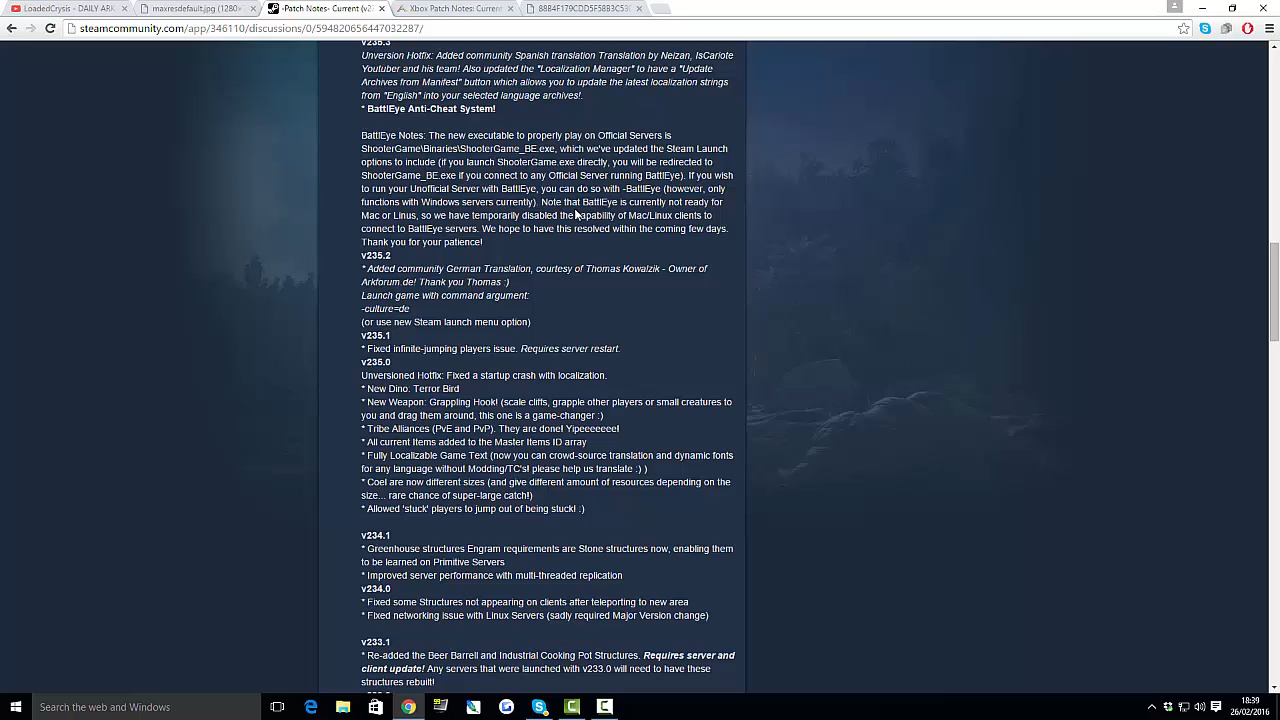 LoadedCrysis - DAILY ARK
maxresdefault.jpg (1280×
-Patch Notes- Current (v2
Xbox Patch Notes: Curren
88B4F179CDD5F58B3C53
steamcommunity.com/app/346110/discussions/0/594820656447032287/
v235.3
Unversion Hotfix: Added community Spanish translation Translation by Neizan, IsCariote
Youtuber and his team! Also updated the "Localization Manager" to have a "Update
Archives from Manifest" button which allows you to update the latest localization strings
from "English" into your selected language archives!.
* BattlEye Anti-Cheat System!
BattlEye Notes: The new executable to properly play on Official Servers is
ShooterGame\Binaries\ShooterGame_BE.exe, which we've updated the Steam Launch
options to include (if you launch ShooterGame.exe directly, you will be redirected to
ShooterGame_BE.exe if you connect to any Official Server running BattlEye). If you wish
to run your Unofficial Server with BattlEye, you can do so with -BattlEye (however, only
functions with Windows servers currently). Note that BattlEye is currently not ready for
Mac or Linus, so we have temporarily disabled the capability of Mac/Linux clients to
connect to BattlEye servers. We hope to have this resolved within the coming few days.
Thank you for your patience!
v235.2
* Added community German Translation, courtesy of Thomas Kowalzik - Owner of
Arkforum.de! Thank you Thomas :)
Launch game with command argument:
-culture=de
(or use new Steam launch menu option)
v235.1
* Fixed infinite-jumping players issue. Requires server restart.
v235.0
Unversioned Hotfix: Fixed a startup crash with localization.
* New Dino: Terror Bird
* New Weapon: Grappling Hook! (scale cliffs, grapple other players or small creatures to
you and drag them around, this one is a game-changer :)
* Tribe Alliances (PvE and PvP). They are done! Yipeeeeeee!
* All current Items added to the Master Items ID array
* Fully Localizable Game Text (now you can crowd-source translation and dynamic fonts
for any language without Modding/TC's! please help us translate :) )
* Coel are now different sizes (and give different amount of resources depending on the
size... rare chance of super-large catch!)
* Allowed 'stuck' players to jump out of being stuck! :)
v234.1
* Greenhouse structures Engram requirements are Stone structures now, enabling them
to be learned on Primitive Servers
* Improved server performance with multi-threaded replication
v234.0
* Fixed some Structures not appearing on clients after teleporting to new area
* Fixed networking issue with Linux Servers (sadly required Major Version change)
v233.1
* Re-added the Beer Barrell and Industrial Cooking Pot Structures. Requires server and
client update! Any servers that were launched with v233.0 will need to have these
structures rebuilt!
Search the web and Windows
18:39
26/02/2016